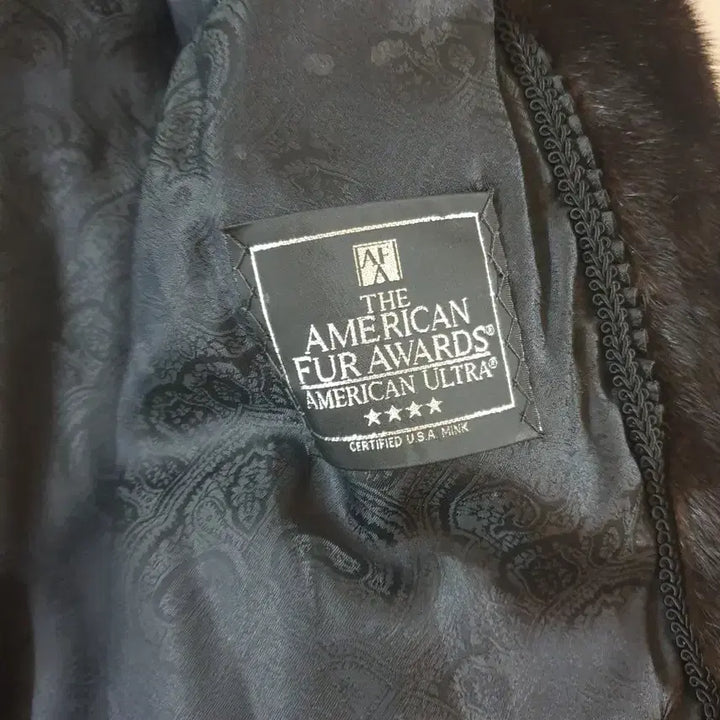 AFA
THE
AMERICAN
FUR AWARDS®
AMERICAN ULTRA®
★★★★
CERTIFIED U.S.A. MINK